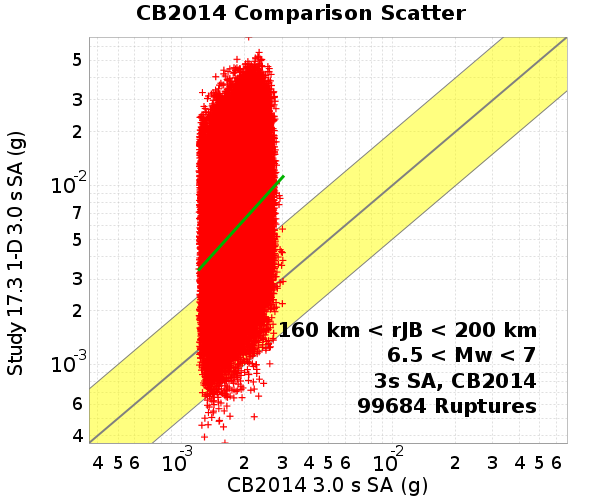 CB2014 Comparison Scatter
Study 17.3 1-D 3.0 s SA (g)
5
3
2
10-2
7
5
3
2
10-3
6
4
160 km < rJB < 200 km
6.5 < Mw < 7
3s SA, CB2014
99684 Ruptures
4 5 6 10-3 2 3 4 5 6 10-2 2 3 4 5 6
CB2014 3.0 s SA (g)